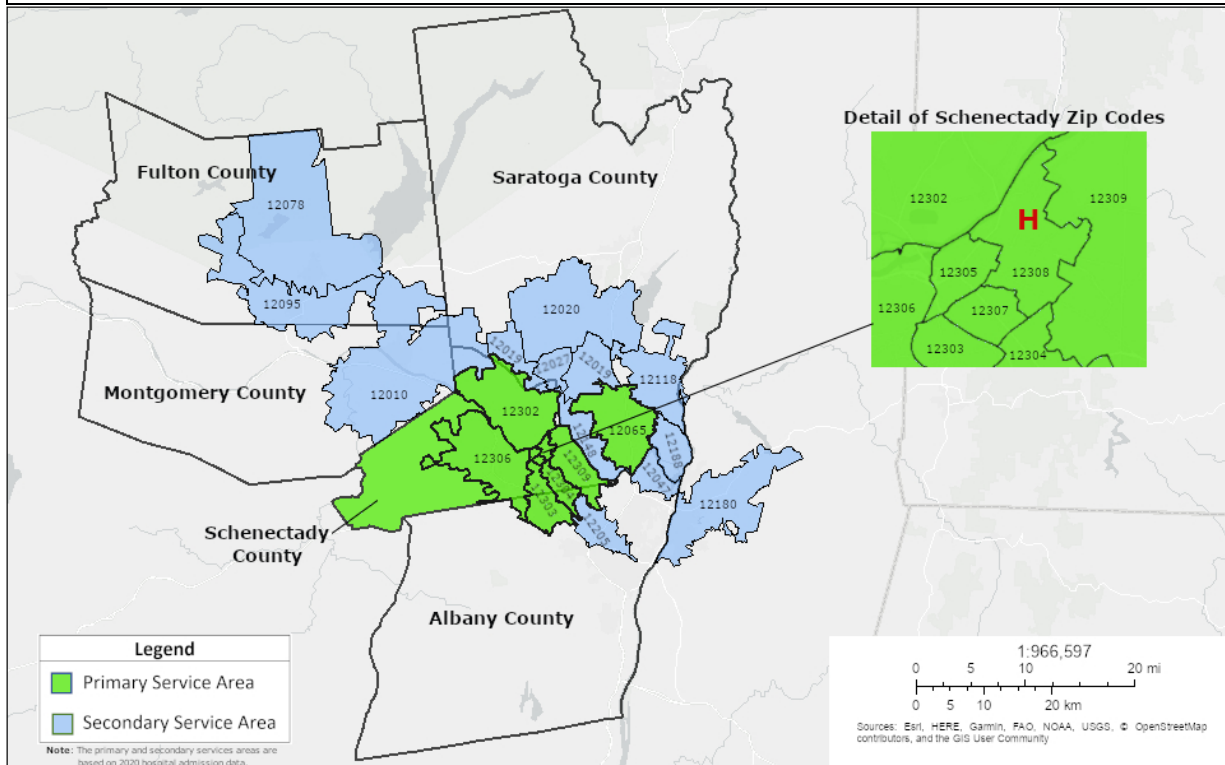 Detail of Schenectady Zip Codes
Fulton County
Saratoga County
12078
12302
12309
H
12305
12308
12306
12307
12303
12304
12095
12020
12019
12027
12019
12118
Montgomery County
12010
12302
12065
12148
12188
12306
12309
12047
12304
12303
12180
12205
Schenectady
County
Albany County
Legend
Primary Service Area
Secondary Service Area
Note: The primary and secondary services areas are
based on 2020 hospital admission data
1:966,597
0 5 10 20 mi
0 5 10 20 km
Sources: Esri, HERE, Garmin, FAO, NOAA, USGS, © OpenStreetMap
contributors, and the GIS User Community